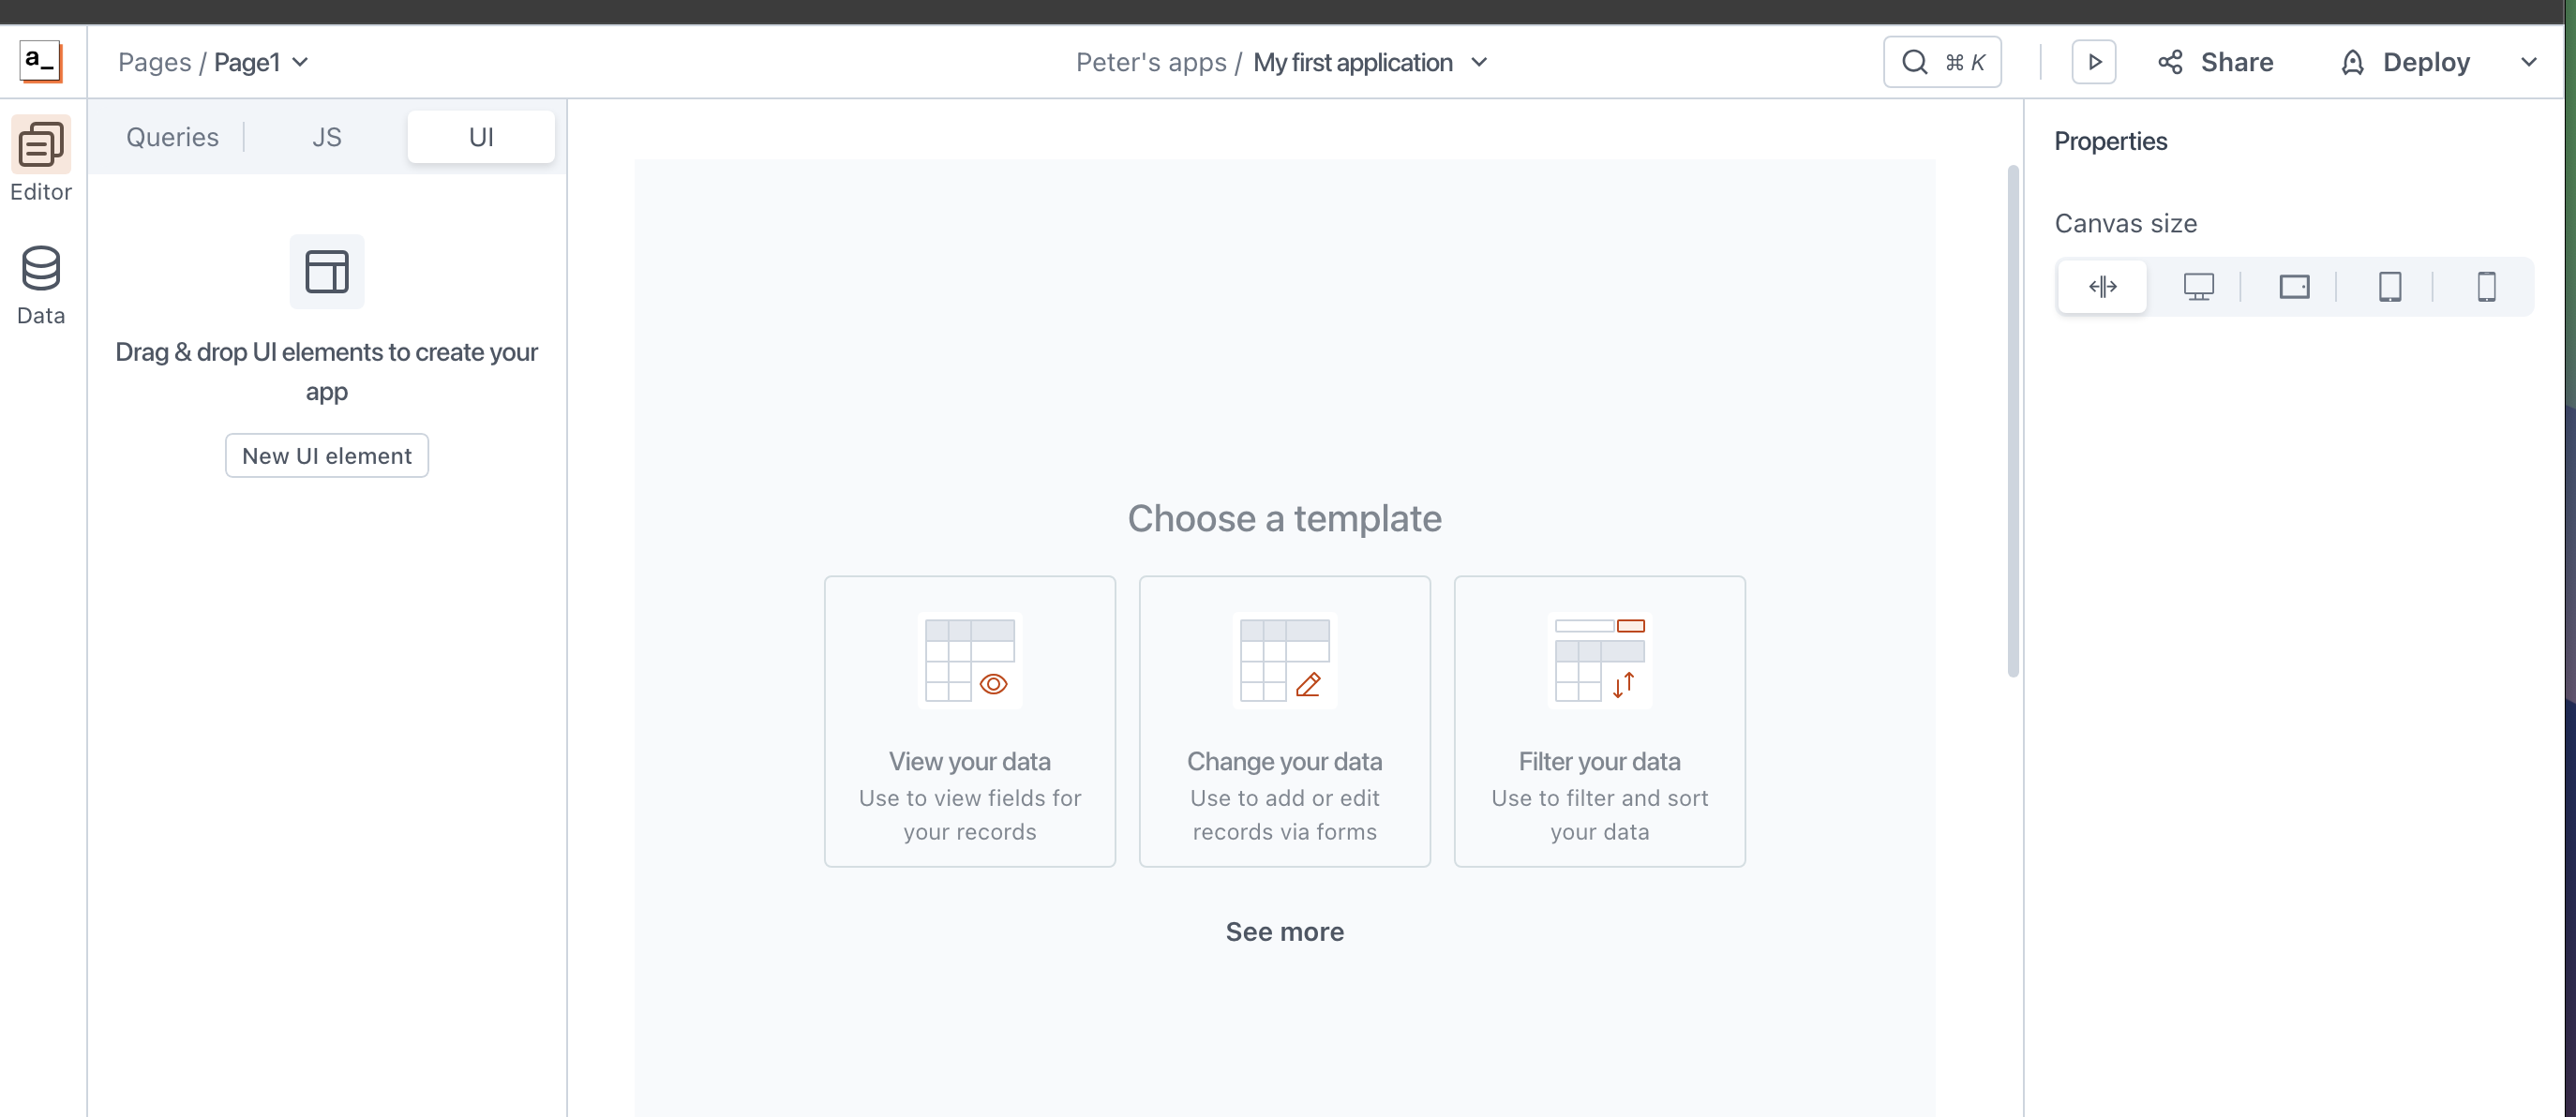 a_
Pages / Page1
Peter's apps / My first application
⌘ K
Share
Deploy
Editor
Data
Queries
JS
UI
Drag & drop UI elements to create your
app
New UI element
Choose a template
View your data
Use to view fields for
your records
Change your data
Use to add or edit
records via forms
Filter your data
Use to filter and sort
your data
See more
Properties
Canvas size